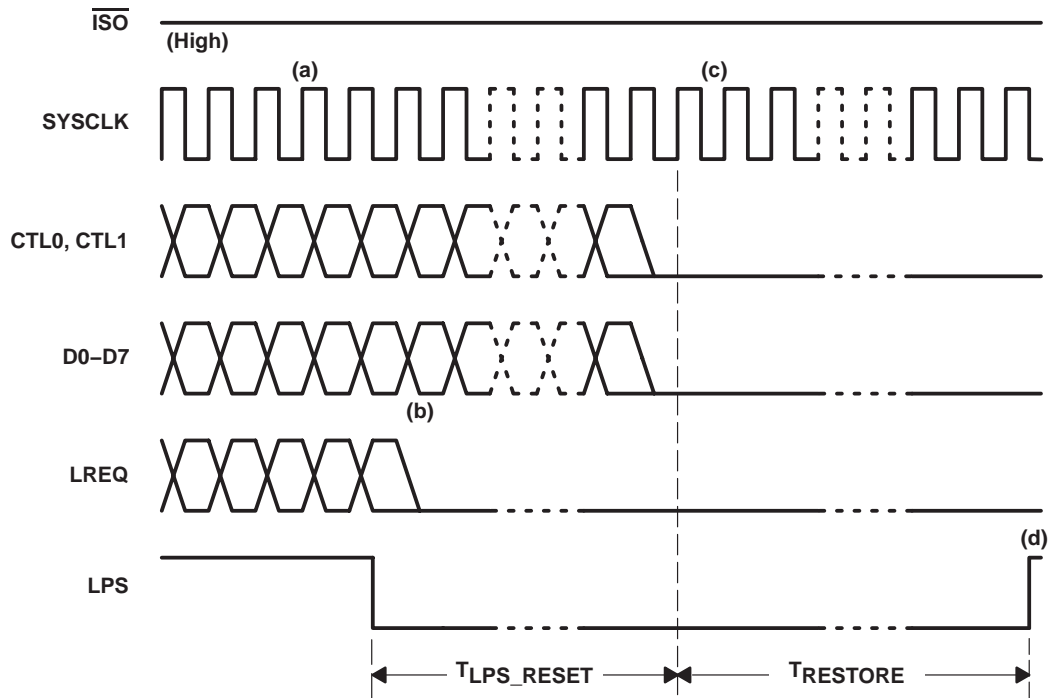 ISO
(High)
(a)
(c)
SYSCLK
CTL0, CTL1
D0–D7
(b)
LREQ
(d)
LPS
TLPS_RESET
TRESTORE